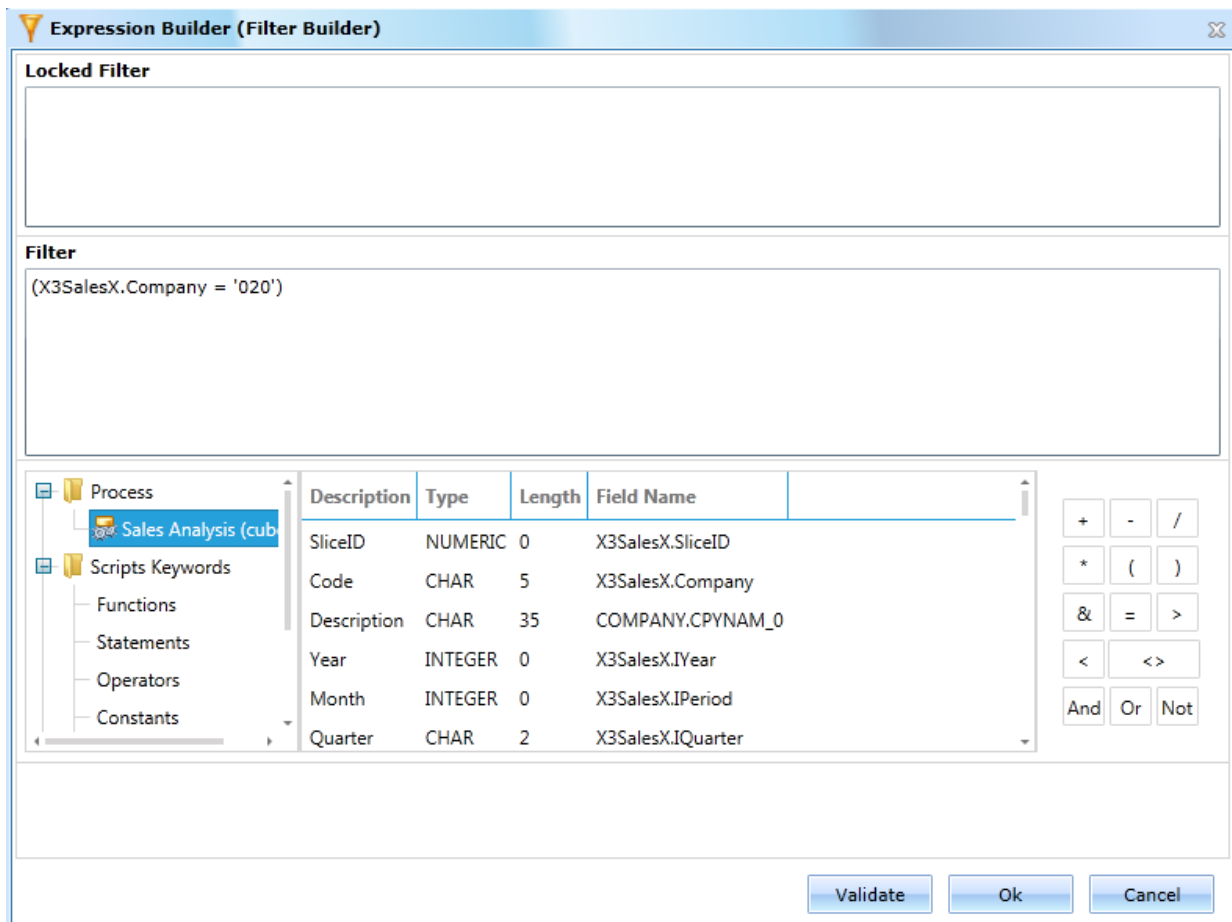 Expression Builder (Filter Builder)
Locked Filter
Filter
(X3SalesX.Company = '020')
Process
Sales Analysis (cub
Scripts Keywords
Functions
Statements
Operators
Constants
Description Type Length Field Name
SliceID NUMERIC 0 X3SalesX.SliceID
Code CHAR 5 X3SalesX.Company
Description CHAR 35 COMPANY.CPYNAM_0
Year INTEGER 0 X3SalesX.IYear
Month INTEGER 0 X3SalesX.IPeriod
Quarter CHAR 2 X3SalesX.IQuarter
+ - /
* ( )
& = >
< <>
And Or Not
Validate Ok Cancel